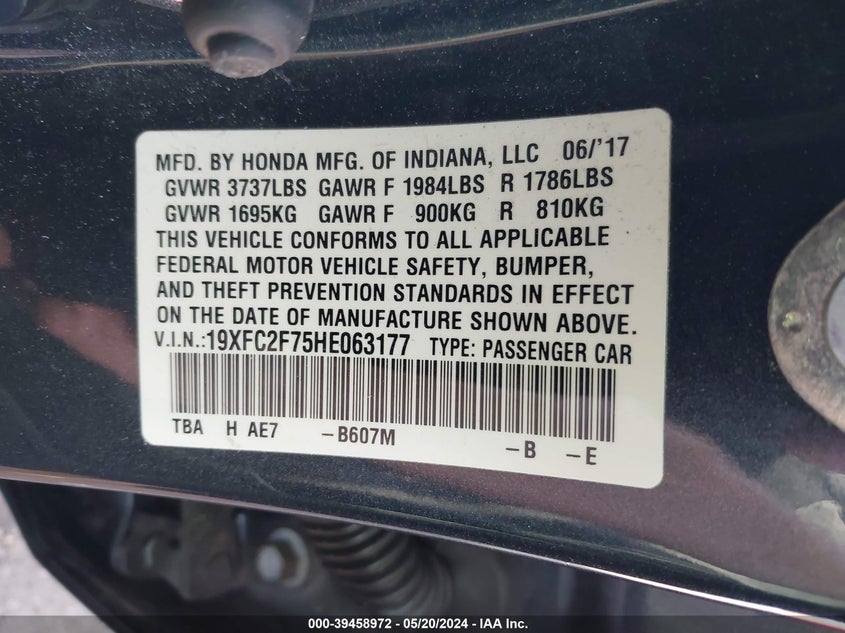 MFD. BY HONDA MFG. OF INDIANA, LLC 06/'17
GVWR 3737LBS GAWR F 1984LBS R 1786LBS
GVWR 1695KG GAWR F 900KG R 810KG
THIS VEHICLE CONFORMS TO ALL APPLICABLE
FEDERAL MOTOR VEHICLE SAFETY, BUMPER,
AND THEFT PREVENTION STANDARDS IN EFFECT
ON THE DATE OF MANUFACTURE SHOWN ABOVE.
V.I.N.:19XFC2F75HE063177 TYPE: PASSENGER CAR
TBA H AE7 –B607M –B –E
000-39458972 - 05/20/2024 - IAA Inc.